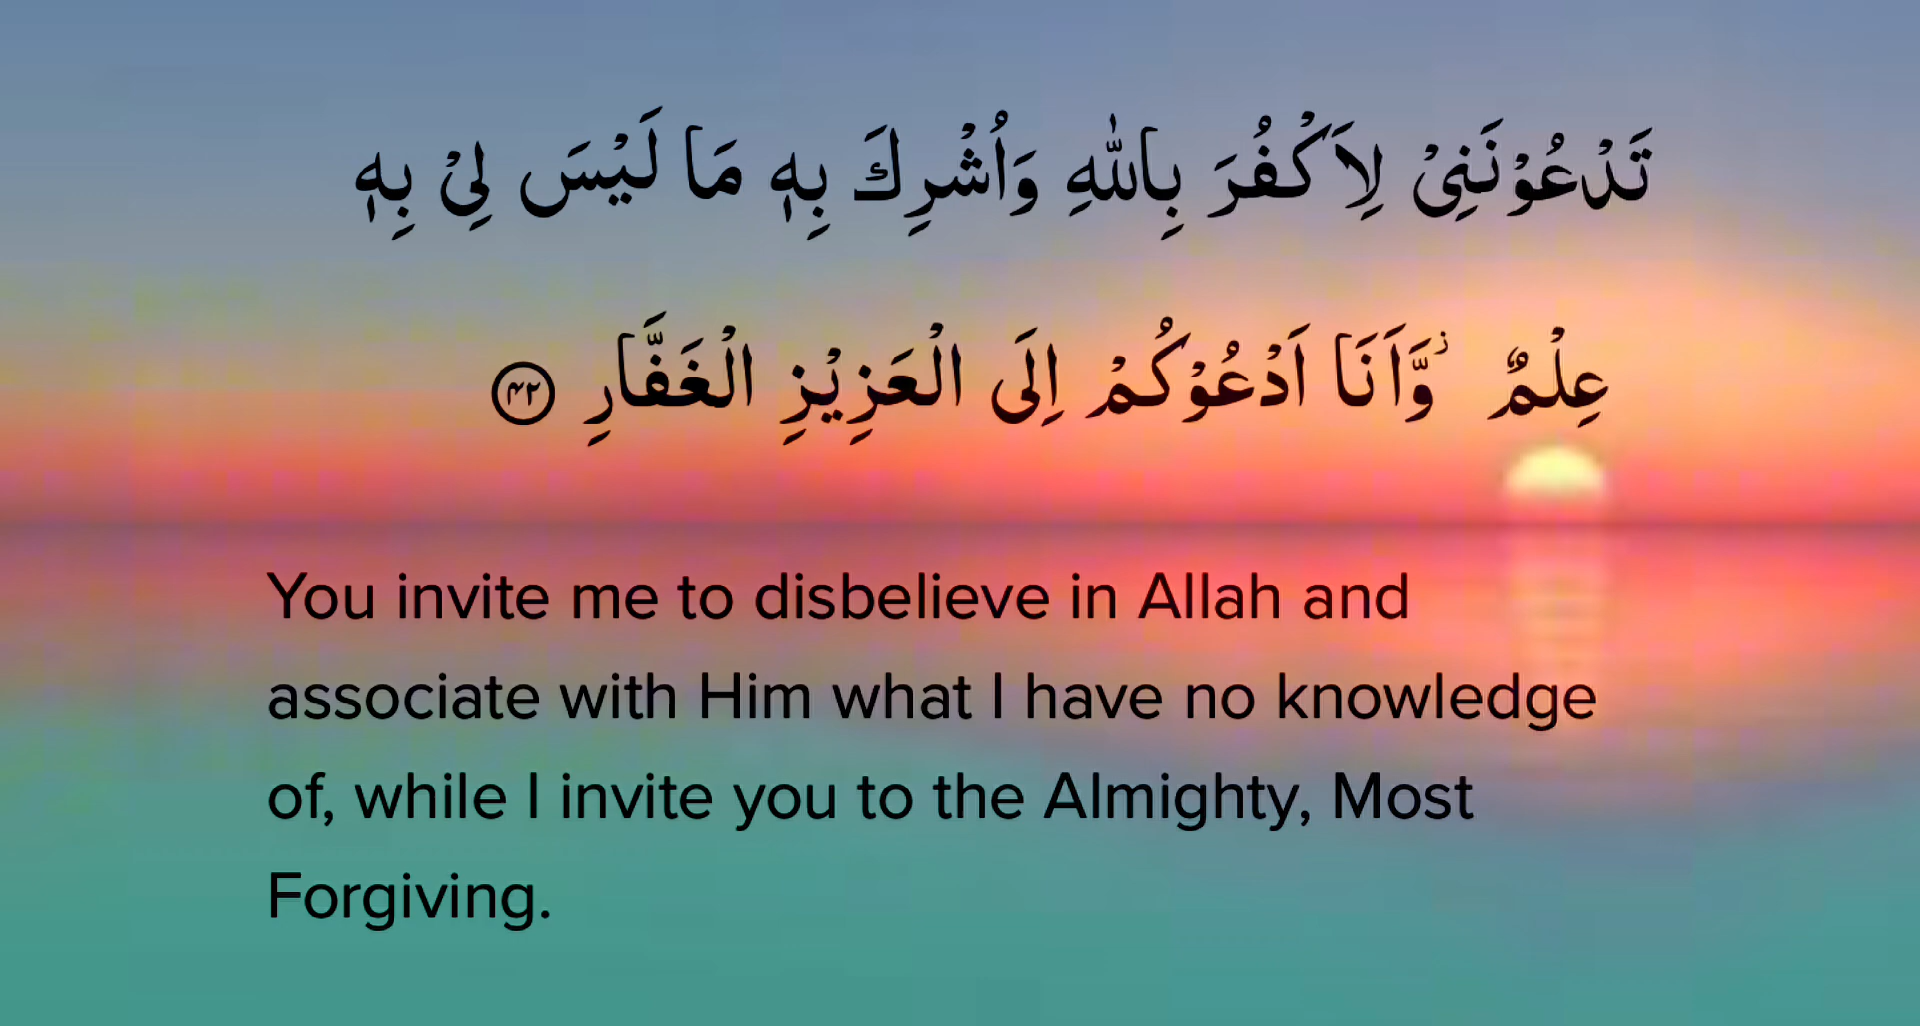 تَدْعُوْنَنِىْ لِاَكْفُرَ بِاللّٰهِ وَاُشْرِكَ بِهٖ مَا لَيْسَ لِىْ بِهٖ
عِلْمٌ ۙ وَّاَنَا اَدْعُوْكُمْ اِلَى الْعَزِيْزِ الْغَفَّارِ ۴۲
You invite me to disbelieve in Allah and
associate with Him what I have no knowledge
of, while I invite you to the Almighty, Most
Forgiving.